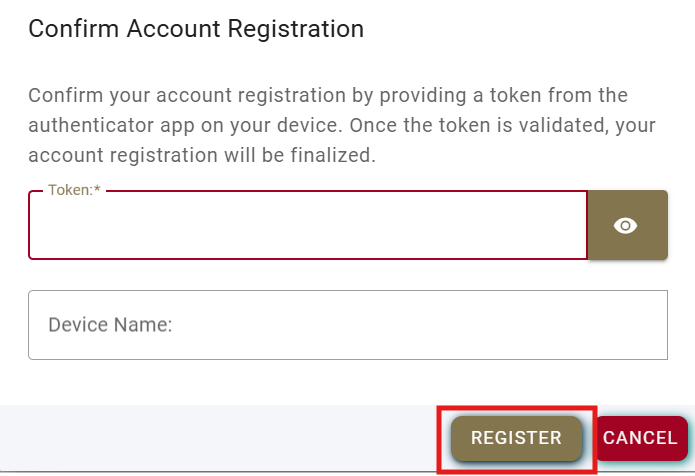 Confirm Account Registration
Confirm your account registration by providing a token from the
authenticator app on your device. Once the token is validated, your
account registration will be finalized.
Token:*
Device Name:
REGISTER CANCEL